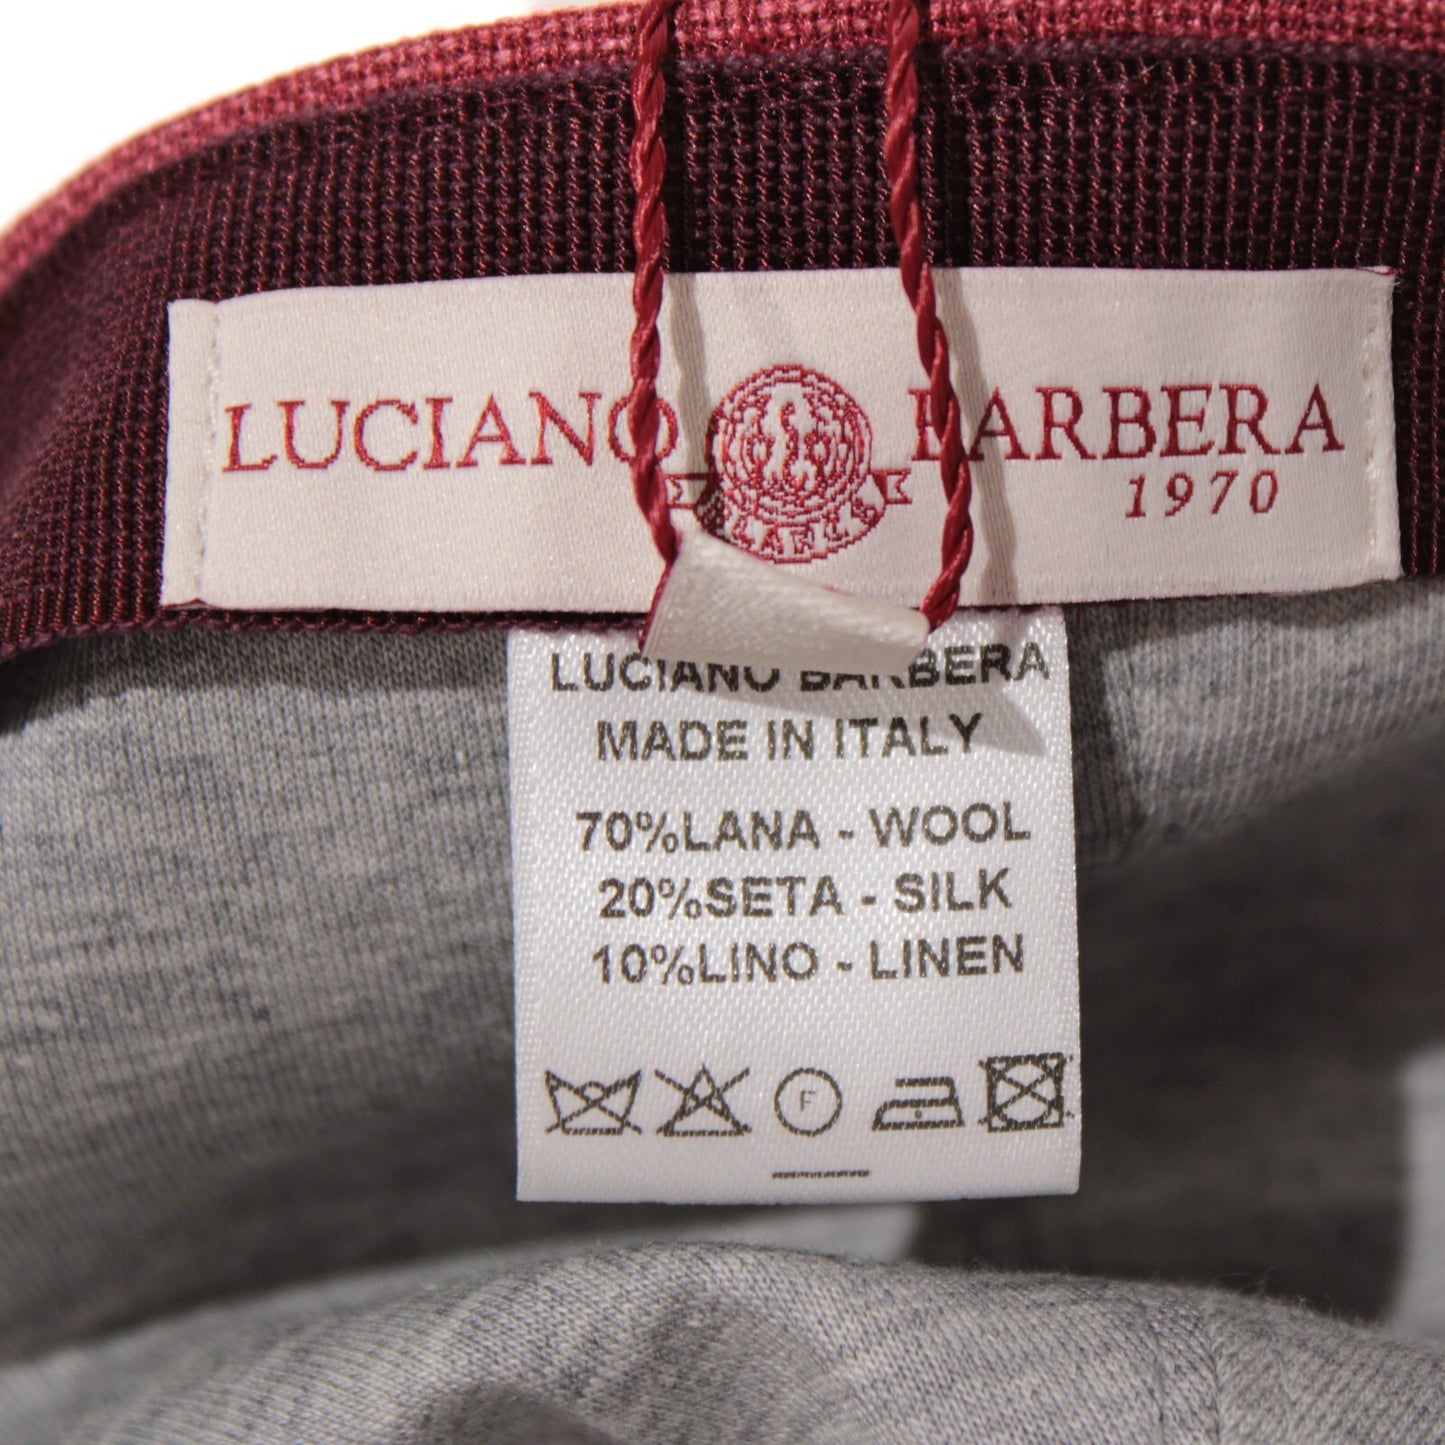 LUCIANO BARBERA
1970
LUCIANO BARBERA
MADE IN ITALY
70%LANA - WOOL
20%SETA - SILK
10%LINO - LINEN
F